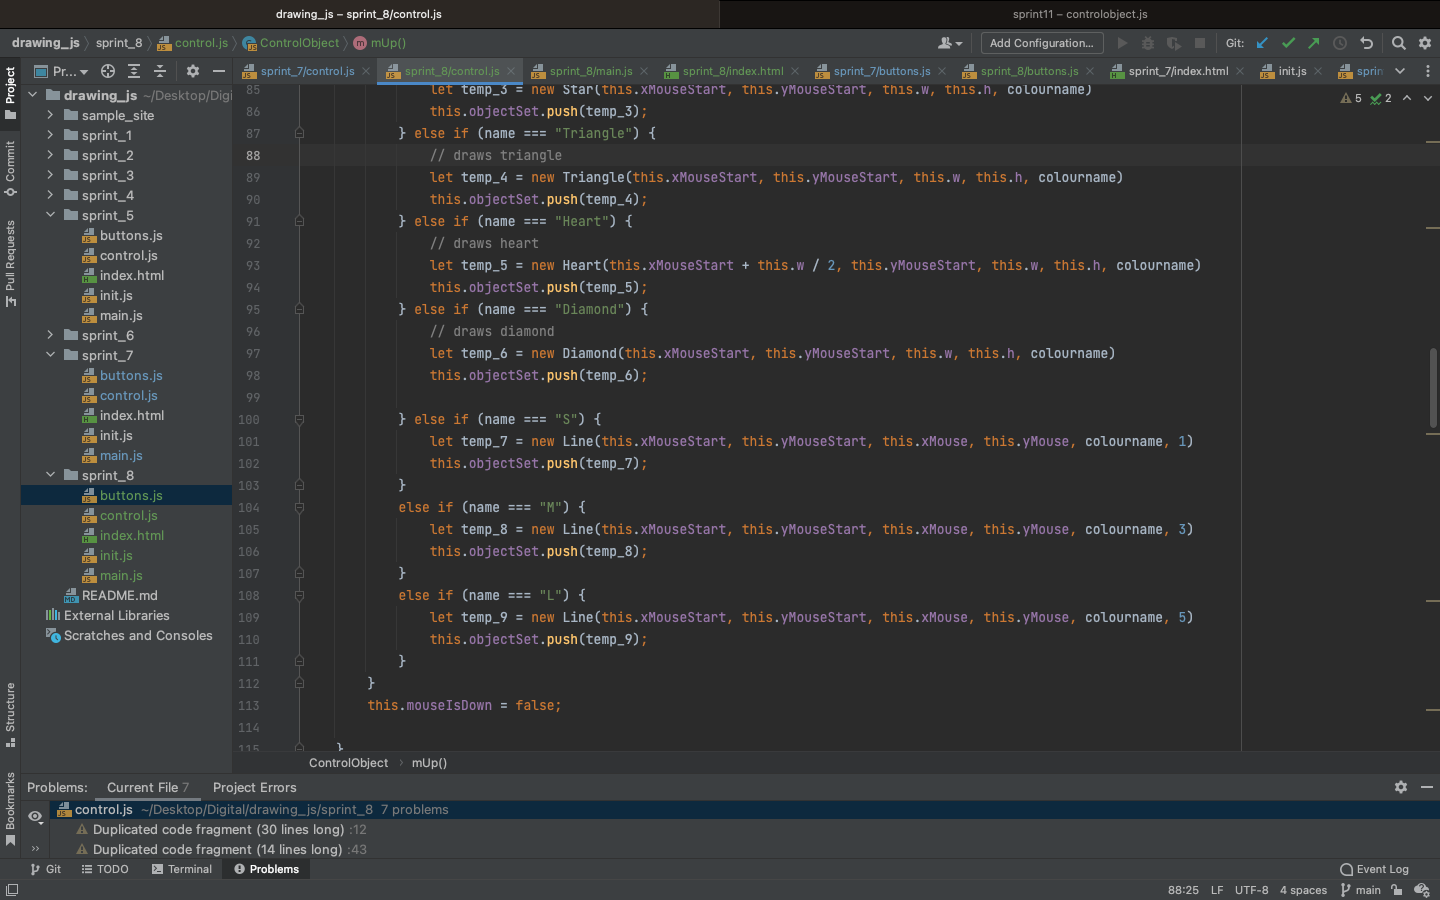 drawing_js – sprint_8/control.js
sprint11 – controlobject.js
drawing_js sprint_8 control.js ControlObject mUp()
Add Configuration... Git:
Project
Commit
Pull Requests
Structure
Bookmarks
Pr...
drawing_js ~/Desktop/Digi
sample_site
sprint_1
sprint_2
sprint_3
sprint_4
sprint_5
buttons.js
control.js
index.html
init.js
main.js
sprint_6
sprint_7
buttons.js
control.js
index.html
init.js
main.js
sprint_8
buttons.js
control.js
index.html
init.js
main.js
README.md
External Libraries
Scratches and Consoles
sprint_7/control.js sprint_8/control.js sprint_8/main.js sprint_8/index.html sprint_7/buttons.js sprint_8/buttons.js sprint_7/index.html init.js sprin
5 2
85 let temp_3 = new Star(this.xMouseStart, this.yMouseStart, this.w, this.h, colourname)
86 this.objectSet.push(temp_3);
87 } else if (name === "Triangle") {
88 // draws triangle
89 let temp_4 = new Triangle(this.xMouseStart, this.yMouseStart, this.w, this.h, colourname)
90 this.objectSet.push(temp_4);
91 } else if (name === "Heart") {
92 // draws heart
93 let temp_5 = new Heart(this.xMouseStart + this.w / 2, this.yMouseStart, this.w, this.h, colourname)
94 this.objectSet.push(temp_5);
95 } else if (name === "Diamond") {
96 // draws diamond
97 let temp_6 = new Diamond(this.xMouseStart, this.yMouseStart, this.w, this.h, colourname)
98 this.objectSet.push(temp_6);
99
100 } else if (name === "S") {
101 let temp_7 = new Line(this.xMouseStart, this.yMouseStart, this.xMouse, this.yMouse, colourname, 1)
102 this.objectSet.push(temp_7);
103 }
104 else if (name === "M") {
105 let temp_8 = new Line(this.xMouseStart, this.yMouseStart, this.xMouse, this.yMouse, colourname, 3)
106 this.objectSet.push(temp_8);
107 }
108 else if (name === "L") {
109 let temp_9 = new Line(this.xMouseStart, this.yMouseStart, this.xMouse, this.yMouse, colourname, 5)
110 this.objectSet.push(temp_9);
111 }
112 }
113 this.mouseIsDown = false;
114
115 }
ControlObject mUp()
Problems: Current File 7 Project Errors
control.js ~/Desktop/Digital/drawing_js/sprint_8 7 problems
Duplicated code fragment (30 lines long) :12
Duplicated code fragment (14 lines long) :43
Git TODO Terminal Problems Event Log
88:25 LF UTF-8 4 spaces main